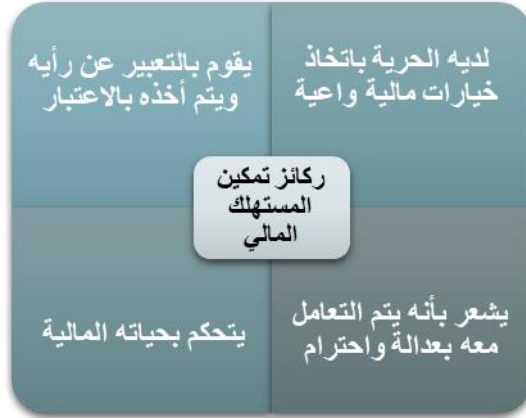 لديه الحرية باتخاذ
خيارات مالية واعية
يقوم بالتعبير عن رأيه
ويتم أخذه بالاعتبار
ركائز تمكين
المستهلك
المالي
يشعر بأنه يتم التعامل
معه بعدالة واحترام
يتحكم بحياته المالية